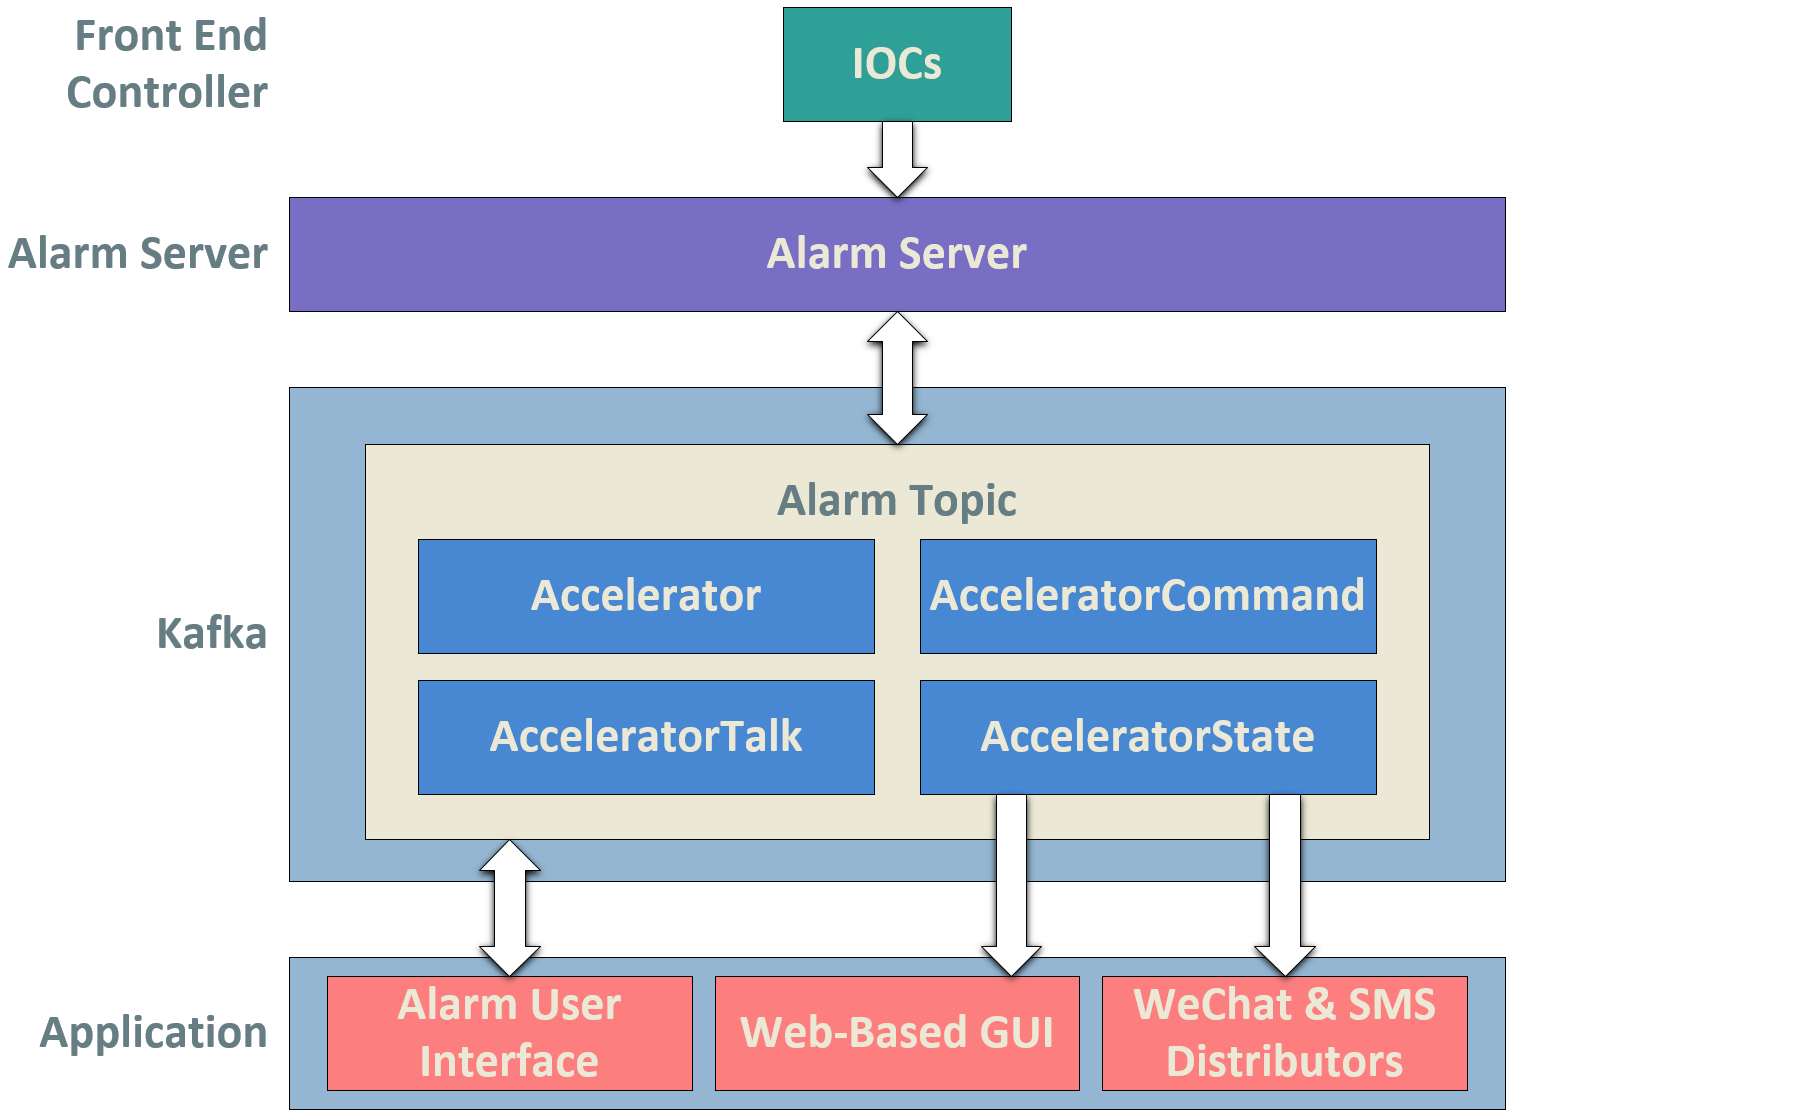 Front End
Controller
IOCs
Alarm Server
Alarm Server
Kafka
Alarm Topic
Accelerator
AcceleratorCommand
AcceleratorTalk
AcceleratorState
Application
Alarm User
Interface
Web-Based GUI
WeChat & SMS
Distributors